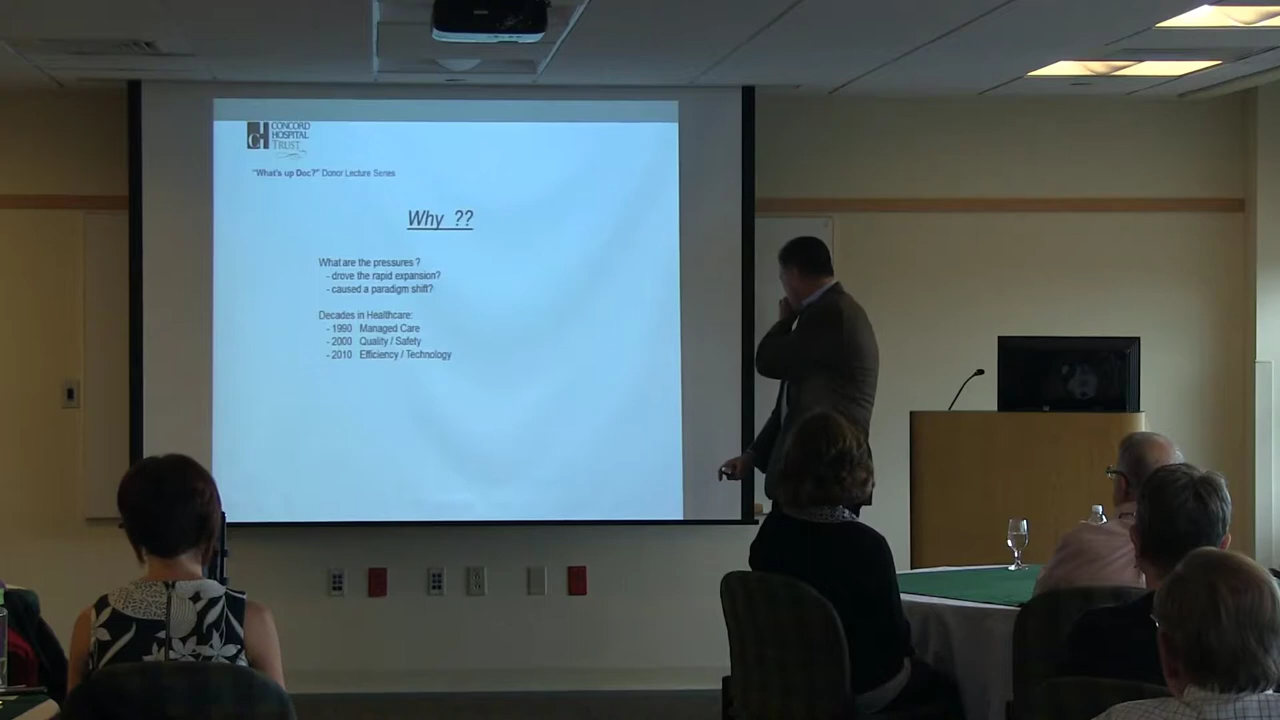 CONCORD
HOSPITAL
TRUST
"What's up Doc?" Donor Lecture Series
Why ??
What are the pressures ?
- drove the rapid expansion?
- caused a paradigm shift?
Decades in Healthcare:
- 1990 Managed Care
- 2000 Quality / Safety
- 2010 Efficiency / Technology